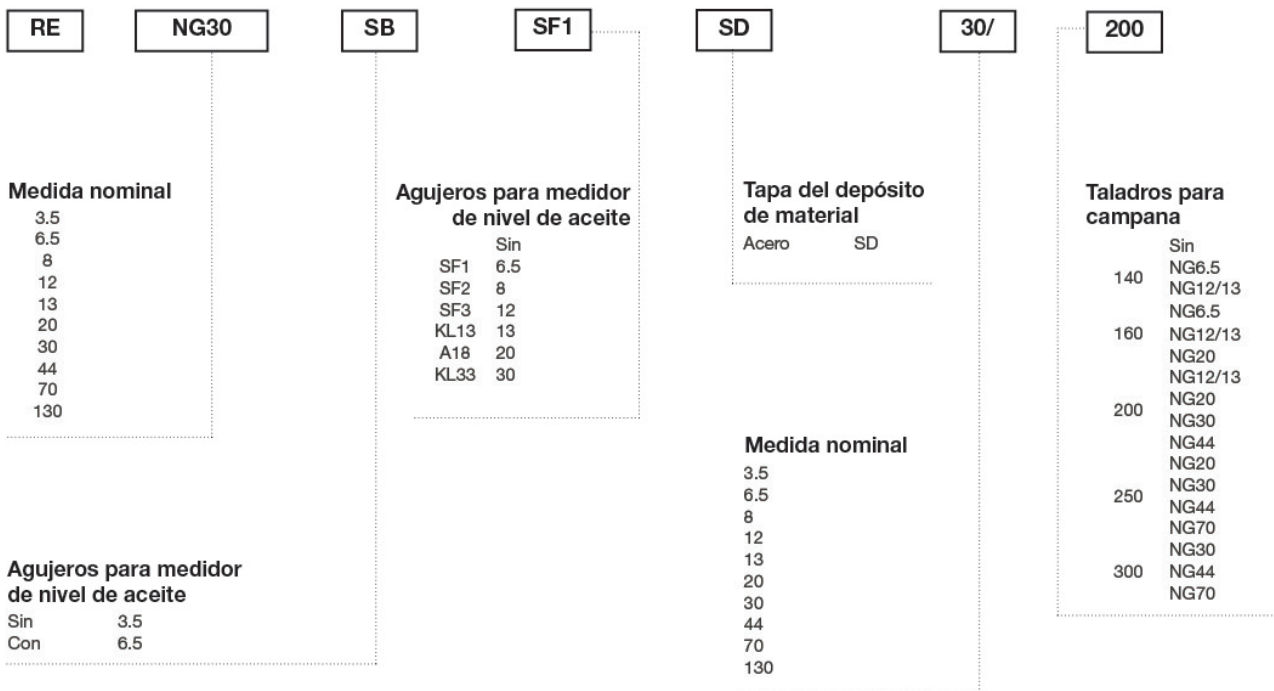 RE NG30 SB SF1 SD 30/ 200
Medida nominal
3.5
6.5
8
12
13
20
30
44
70
130
Agujeros para medidor
de nivel de aceite
Sin 3.5
Con 6.5
Agujeros para medidor
de nivel de aceite
Sin
SF1 6.5
SF2 8
SF3 12
KL13 13
A18 20
KL33 30
Tapa del depósito
de material
Acero SD
Medida nominal
3.5
6.5
8
12
13
20
30
44
70
130
Taladros para
campana
Sin
140 NG6.5
NG12/13
NG6.5
160 NG12/13
NG20
NG12/13
NG20
200 NG30
NG44
NG20
250 NG30
NG44
NG70
NG30
300 NG44
NG70